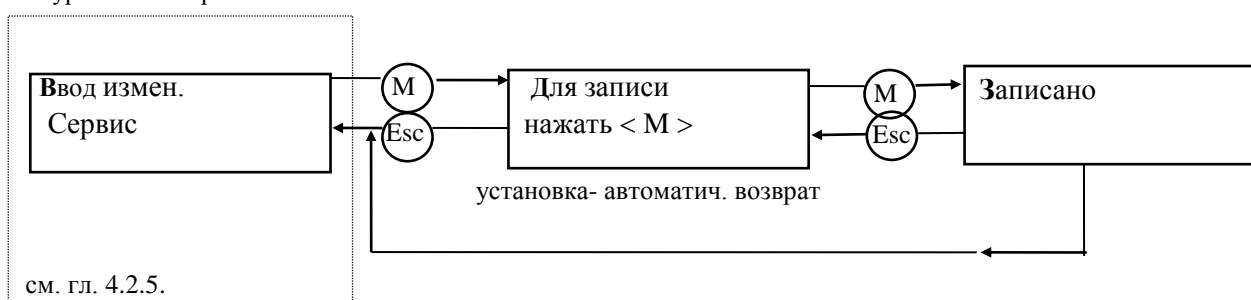 Ввод измен.
Сервис
М
Esc
Для записи
нажать < М >
М
Esc
Записано
установка- автоматич. возврат
см. гл. 4.2.5.